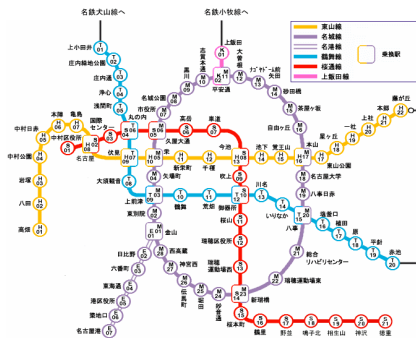 名鉄犬山線へ
名鉄小牧線へ
東山線
名城線
名港線
鶴舞線
桜通線
上飯田線
乗換駅
上小田井
庄内緑地公園
庄内通
浄心
浅間町
丸の内
上飯田
平安通
志賀本通
黒川
名城公園
市役所
大曽根
ナゴヤドーム前
矢田
砂田橋
茶屋ヶ坂
自由ヶ丘
本山
名古屋大学
八事日赤
八事
総合
リハビリセンター
瑞穂運動場東
新瑞橋
妙音通
堀田
伝馬町
神宮西
西高蔵
金山
東別院
上前津
矢場町
栄
久屋大通
高岳
車道
今池
吹上
御器所
桜山
瑞穂区役所
瑞穂
運動場西
桜本町
鶴里
野並
鳴子北
相生山
神沢
徳重
国際
センター
中村区役所
名古屋
亀島
本陣
中村日赤
中村公園
岩塚
八田
高畑
伏見
新栄町
千種
池下
覚王山
東山公園
星ヶ丘
一社
上社
本郷
藤が丘
大須観音
鶴舞
荒畑
川名
いりなか
塩釜口
植田
原
平針
赤池
日比野
六番町
東海通
港区役所
築地口
名古屋港